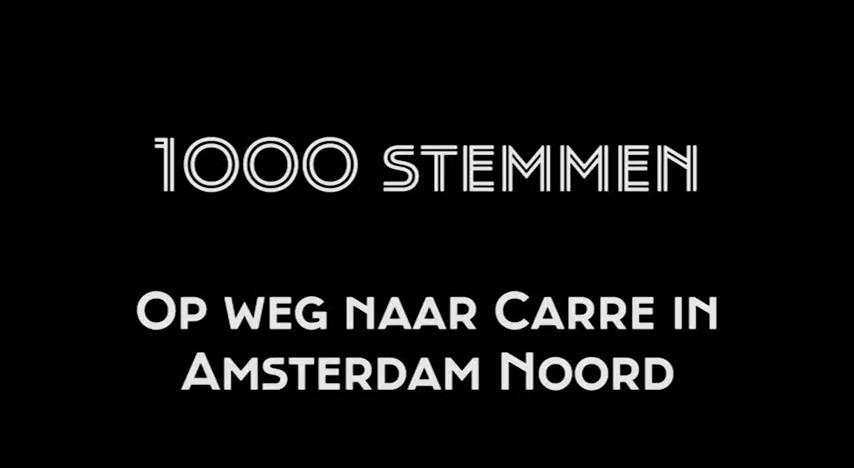 1000 STEMMEN
OP WEG NAAR CARRE IN
AMSTERDAM NOORD